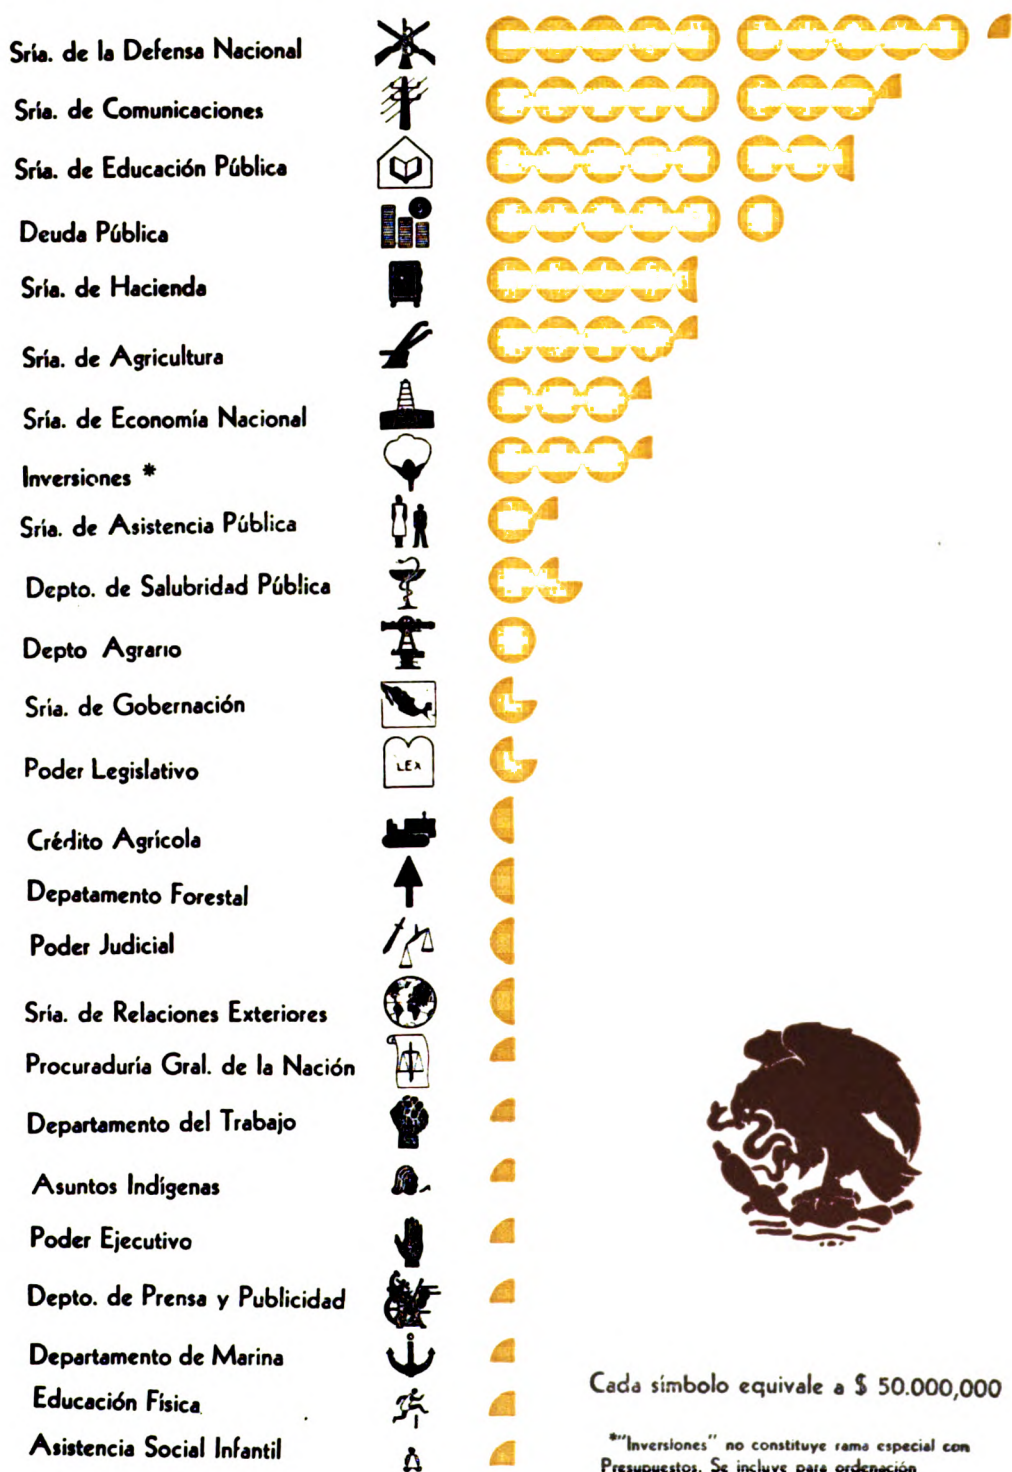 Sría. de la Defensa Nacional
Sría. de Comunicaciones
Sría. de Educación Pública
Deuda Pública
Sría. de Hacienda
Sría. de Agricultura
Sría. de Economía Nacional
Inversiones *
Sría. de Asistencia Pública
Depto. de Salubridad Pública
Depto Agrario
Sría. de Gobernación
Poder Legislativo
LEX
Crédito Agrícola
Depatamento Forestal
Poder Judicial
Sría. de Relaciones Exteriores
Procuraduría Gral. de la Nación
Departamento del Trabajo
Asuntos Indígenas
Poder Ejecutivo
Depto. de Prensa y Publicidad
Departamento de Marina
Educación Física
Asistencia Social Infantil
Cada símbolo equivale a $ 50.000,000
*"Inversiones" no constituye rama especial con
Presupuestos. Se incluye para ordenación